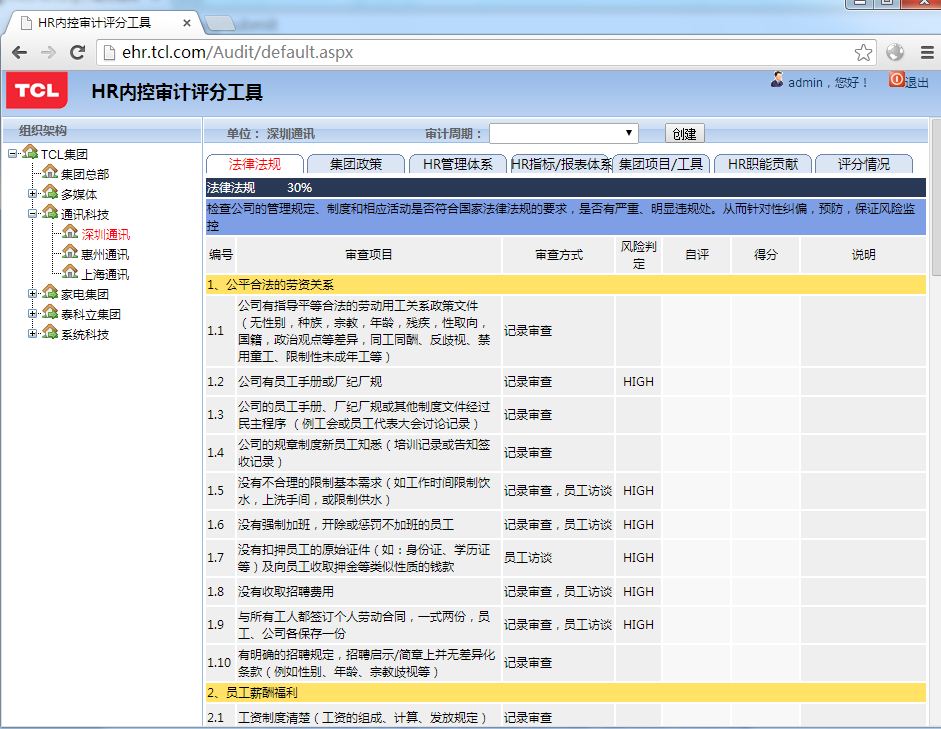 HR内控审计评分工具
ehr.tcl.com/Audit/default.aspx
TCL
HR内控审计评分工具
admin，您好！
退出
组织架构
TCL集团
集团总部
多媒体
通讯科技
深圳通讯
惠州通讯
上海通讯
家电集团
泰科立集团
系统科技
单位： 深圳通讯 审计周期： 创建
法律法规 集团政策 HR管理体系 HR指标/报表体系 集团项目/工具 HR职能贡献 评分情况
法律法规 30%
检查公司的管理规定、制度和相应活动是否符合国家法律法规的要求，是否有严重、明显违规处。从而针对性纠偏，预防，保证风险监
控
编号 审查项目 审查方式 风险判
定 自评 得分 说明
1、公平合法的劳资关系
1.1 公司有指导平等合法的劳动用工关系政策文件
（无性别，种族，宗教，年龄，残疾，性取向，
国籍，政治观点等差异，同工同酬、反歧视、禁
用童工、限制性未成年工等） 记录审查
1.2 公司有员工手册或厂纪厂规 记录审查 HIGH
1.3 公司的员工手册、厂纪厂规或其他制度文件经过
民主程序 （例工会或员工代表大会讨论记录） 记录审查
1.4 公司的规章制度新员工知悉（培训记录或告知签
收记录） 记录审查
1.5 没有不合理的限制基本需求（如工作时间限制饮
水，上洗手间，或限制供水） 记录审查，员工访谈 HIGH
1.6 没有强制加班，开除或惩罚不加班的员工 记录审查，员工访谈 HIGH
1.7 没有扣押员工的原始证件（如：身份证、学历证
等）及向员工收取押金等类似性质的钱款 员工访谈 HIGH
1.8 没有收取招聘费用 记录审查，员工访谈 HIGH
1.9 与所有工人都签订个人劳动合同，一式两份，员
工、公司各保存一份 记录审查，员工访谈 HIGH
1.10 有明确的招聘规定，招聘启示/简章上并无差异化
条款（例如性别、年龄、宗教歧视等） 记录审查
2、员工薪酬福利
2.1 工资制度清楚（工资的组成、计算、发放规定） 记录审查